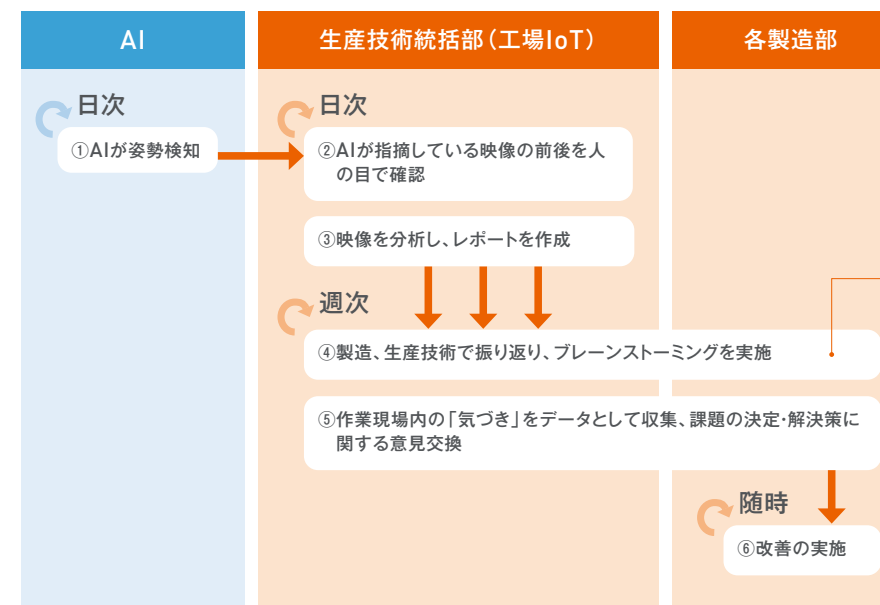 AI
生産技術統括部（工場IoT）
各製造部
日次
①AIが姿勢検知
日次
②AIが指摘している映像の前後を人
の目で確認
③映像を分析し、レポートを作成
週次
④製造、生産技術で振り返り、ブレーンストーミングを実施
⑤作業現場内の「気づき」をデータとして収集、課題の決定・解決策に
関する意見交換
随時
⑥改善の実施